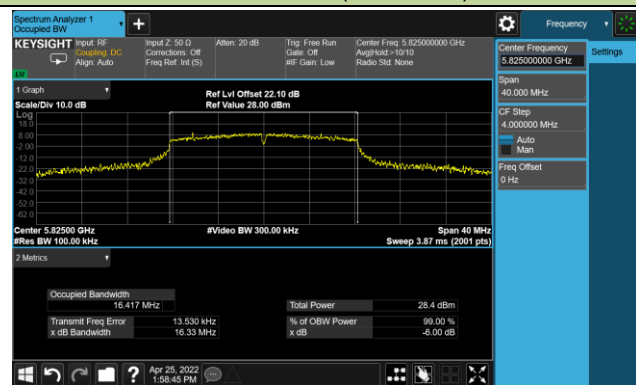 Spectrum Analyzer 1
Occupied BW
Frequency
KEYSIGHT
Input: RF
Coupling: DC
Align: Auto
Input Z: 50 Ω
Corrections: Off
Freq Ref: Int (S)
Atten: 20 dB
Trig: Free Run
Gate: Off
#IF Gain: Low
Center Freq: 5.825000000 GHz
Avg|Hold:>10/10
Radio Std: None
Center Frequency
5.825000000 GHz
Settings
Span
40.000 MHz
CF Step
4.000000 MHz
Auto
Man
Freq Offset
0 Hz
1 Graph
Scale/Div 10.0 dB
Ref Lvl Offset 22.10 dB
Ref Value 28.00 dBm
Log
18.0
8.00
-2.00
-12.0
-22.0
-32.0
-42.0
-52.0
-62.0
Center 5.82500 GHz
#Res BW 100.00 kHz
#Video BW 300.00 kHz
Span 40 MHz
Sweep 3.87 ms (2001 pts)
2 Metrics
Occupied Bandwidth
16.417 MHz
Total Power 28.4 dBm
Transmit Freq Error 13.530 kHz
% of OBW Power 99.00 %
x dB Bandwidth 16.33 MHz
x dB -6.00 dB
Apr 25, 2022
1:58:45 PM